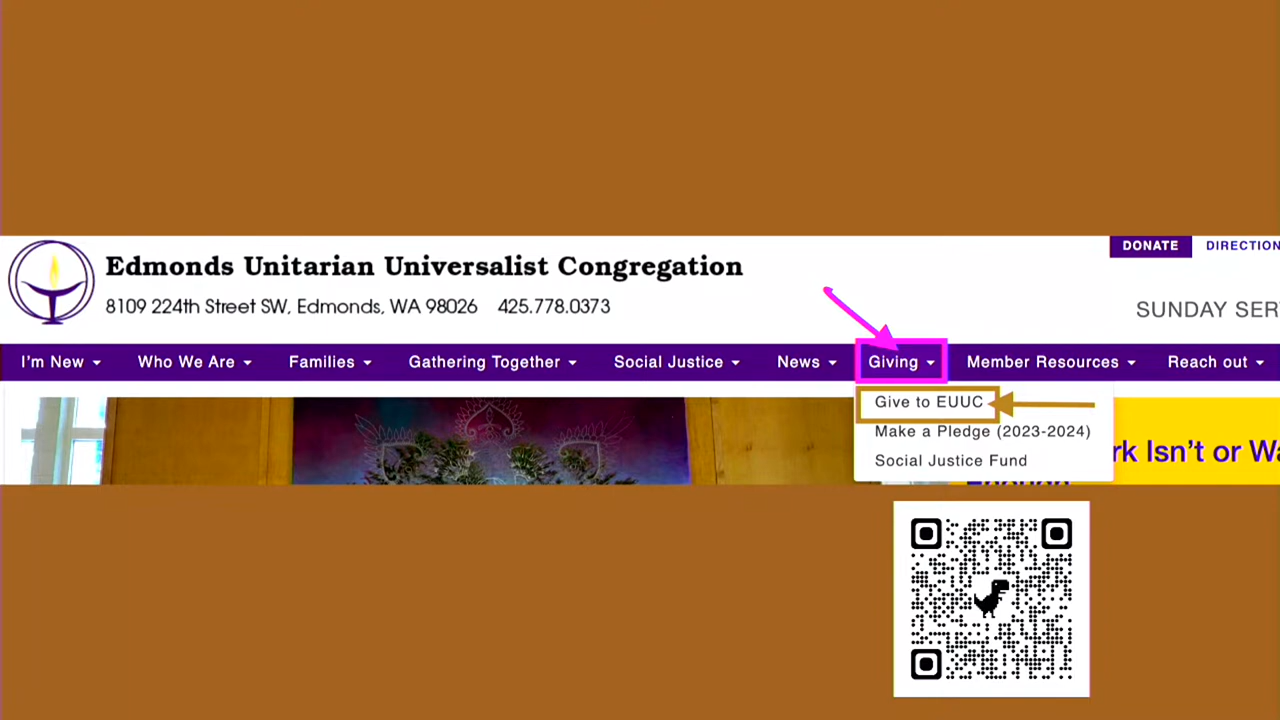 Edmonds Unitarian Universalist Congregation
8109 224th Street SW, Edmonds, WA 98026 425.778.0373
DONATE DIRECTION
SUNDAY SER
I'm New Who We Are Families Gathering Together Social Justice News Giving Member Resources Reach out
Give to EUUC
Make a Pledge (2023-2024)
Social Justice Fund
rk Isn't or Wa